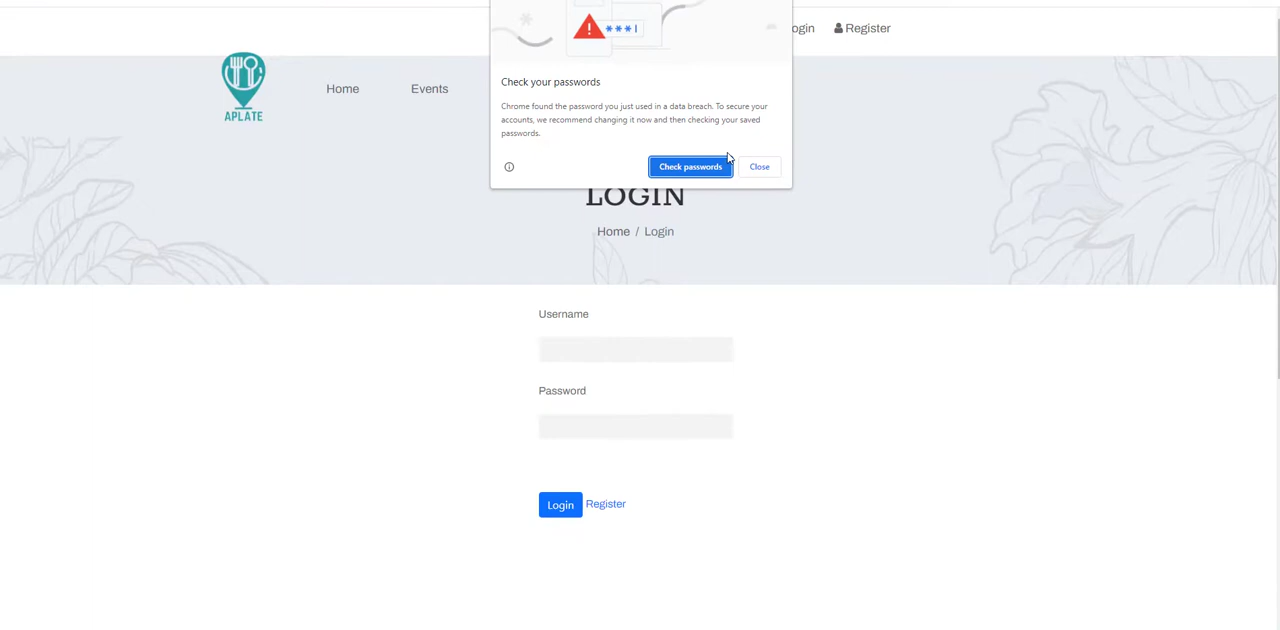 ogin Register
APLATE
Home Events
***|
Check your passwords
Chrome found the password you just used in a data breach. To secure your
accounts, we recommend changing it now and then checking your saved
passwords.
Check passwords Close
LOGIN
Home / Login
Username
Password
Login Register